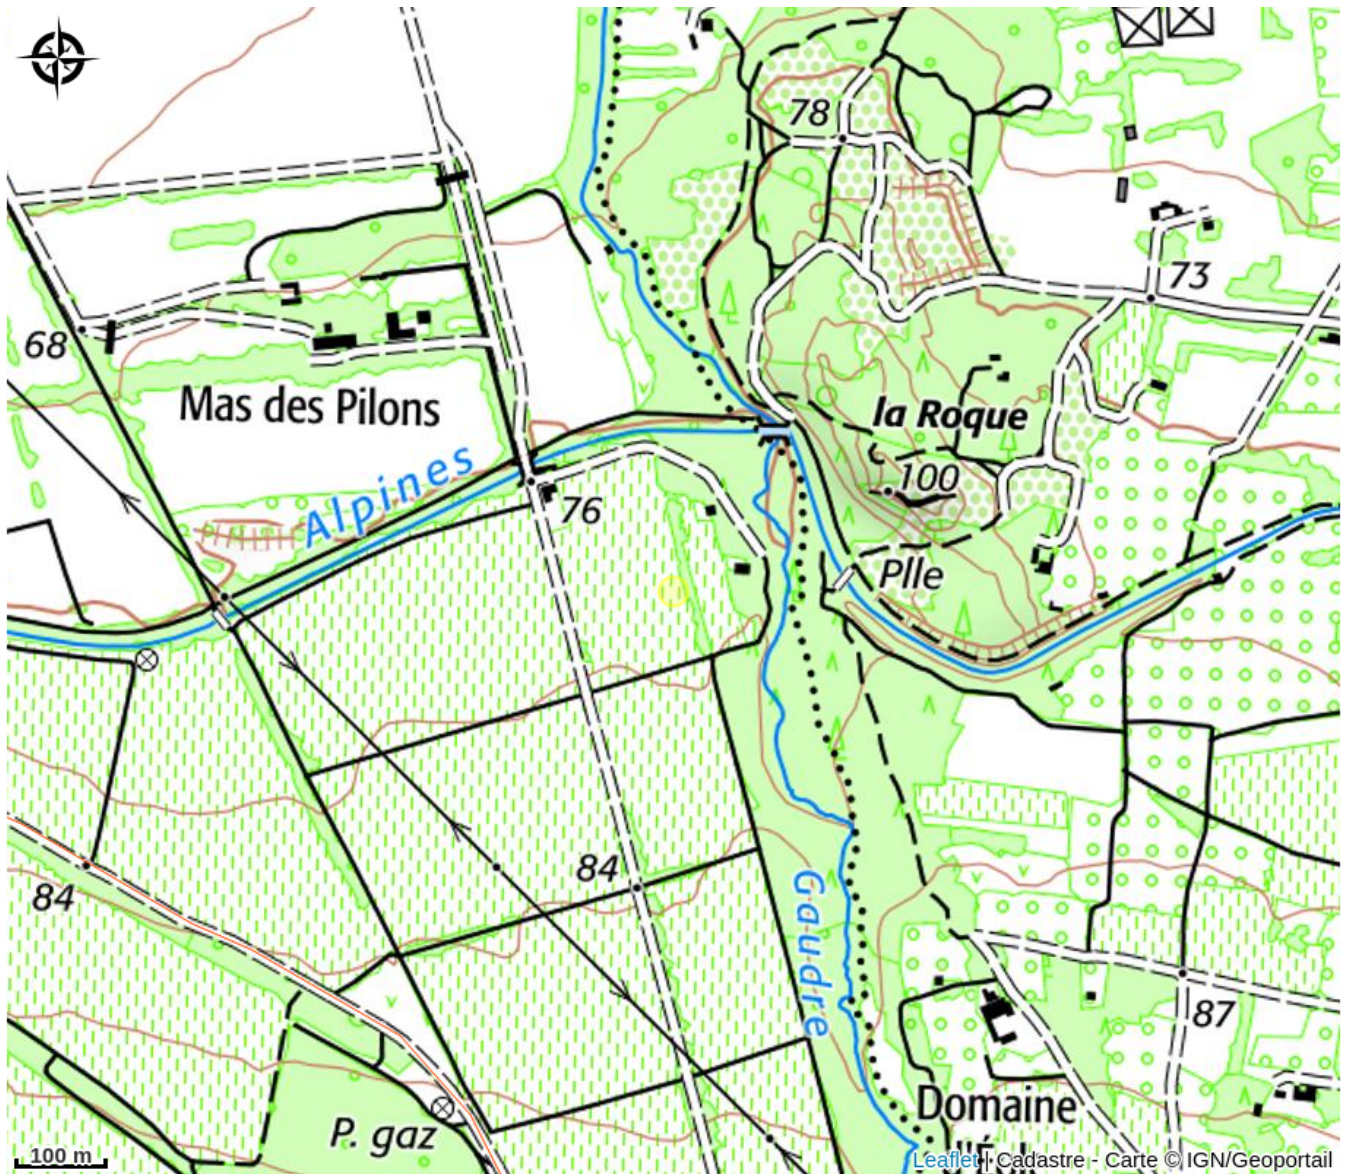 78
73
68
Mas des Pilons
la Roque
Alpines
100
76
Plle
84
84
Gaudre
87
Domaine
P. gaz
100 m
Leaflet | Cadastre - Carte © IGN/Geoportail